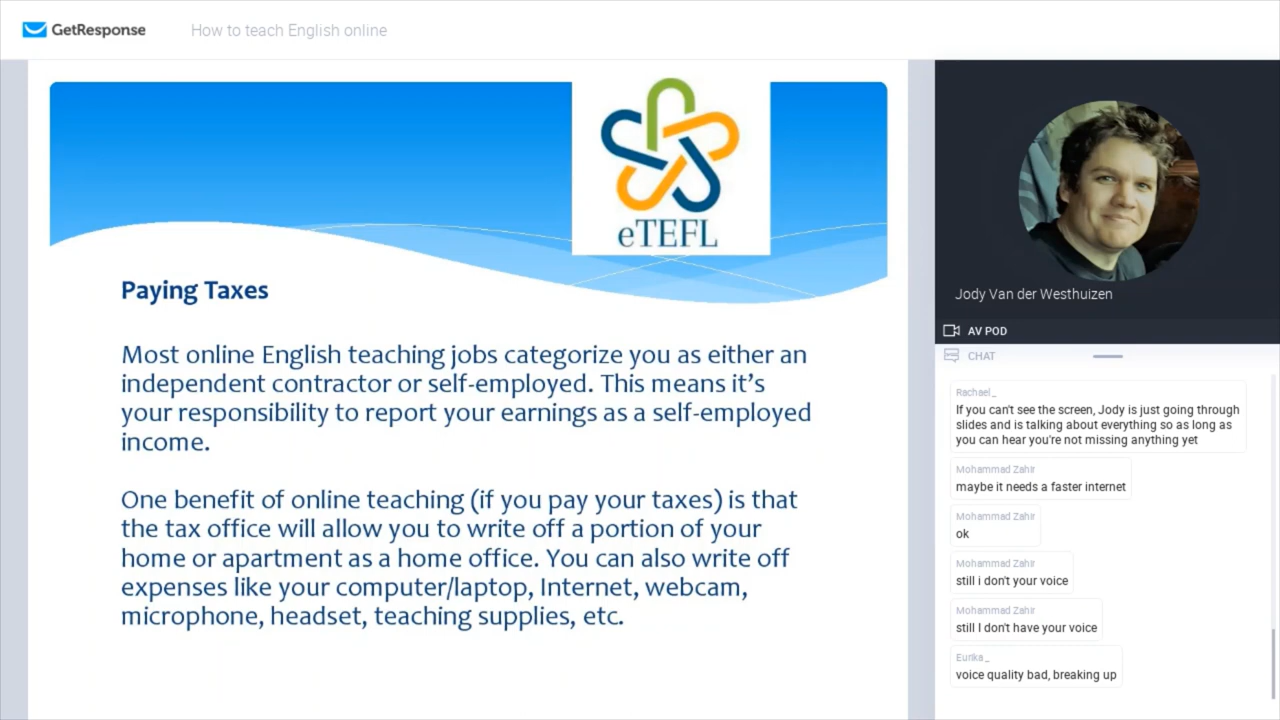 GetResponse
How to teach English online
eTEFL
Paying Taxes
Most online English teaching jobs categorize you as either an
independent contractor or self-employed. This means it's
your responsibility to report your earnings as a self-employed
income.
One benefit of online teaching (if you pay your taxes) is that
the tax office will allow you to write off a portion of your
home or apartment as a home office. You can also write off
expenses like your computer/laptop, Internet, webcam,
microphone, headset, teaching supplies, etc.
Jody Van der Westhuizen
AV POD
CHAT
Rachael_
If you can't see the screen, Jody is just going through
slides and is talking about everything so as long as
you can hear you're not missing anything yet
Mohammad Zahir
maybe it needs a faster internet
Mohammad Zahir
ok
Mohammad Zahir
still i don't your voice
Mohammad Zahir
still I don't have your voice
Eurika_
voice quality bad, breaking up